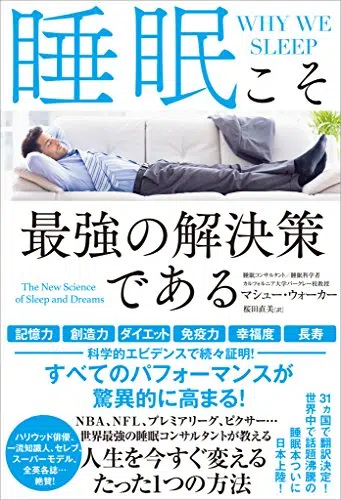 睡眠こそ
WHY WE
SLEEP
最強の解決策
である
The New Science
of Sleep and Dreams
睡眠コンサルタント/睡眠科学者
カルフォルニア大学バークレー校教授
マシュー・ウォーカー
桜田直美[訳]
記憶力
創造力
ダイエット
免疫力
幸福度
長寿
科学的エビデンスで続々証明!
すべてのパフォーマンスが
驚異的に高まる!
NBA、NFL、プレミアリーグ、ピクサー…
世界最強の睡眠コンサルタントが教える
人生を今すぐ変える
たった1つの方法
ハリウッド俳優、
一流知識人、セレブ、
スーパーモデル、
全英各誌…
絶賛!
31ヵ国で翻訳決定!
世界中で話題沸騰の
睡眠本ついに
日本上陸!